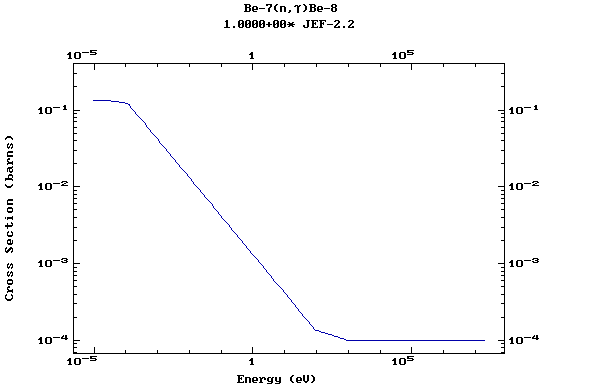 Be-7(n,γ)Be-8
1.0000+00* JEF-2.2
10⁻⁵ 1 10⁵
10⁻¹ 10⁻¹
10⁻² 10⁻²
10⁻³ 10⁻³
10⁻⁴ 10⁻⁴
Cross Section (barns)
10⁻⁵ 1 10⁵
Energy (eV)